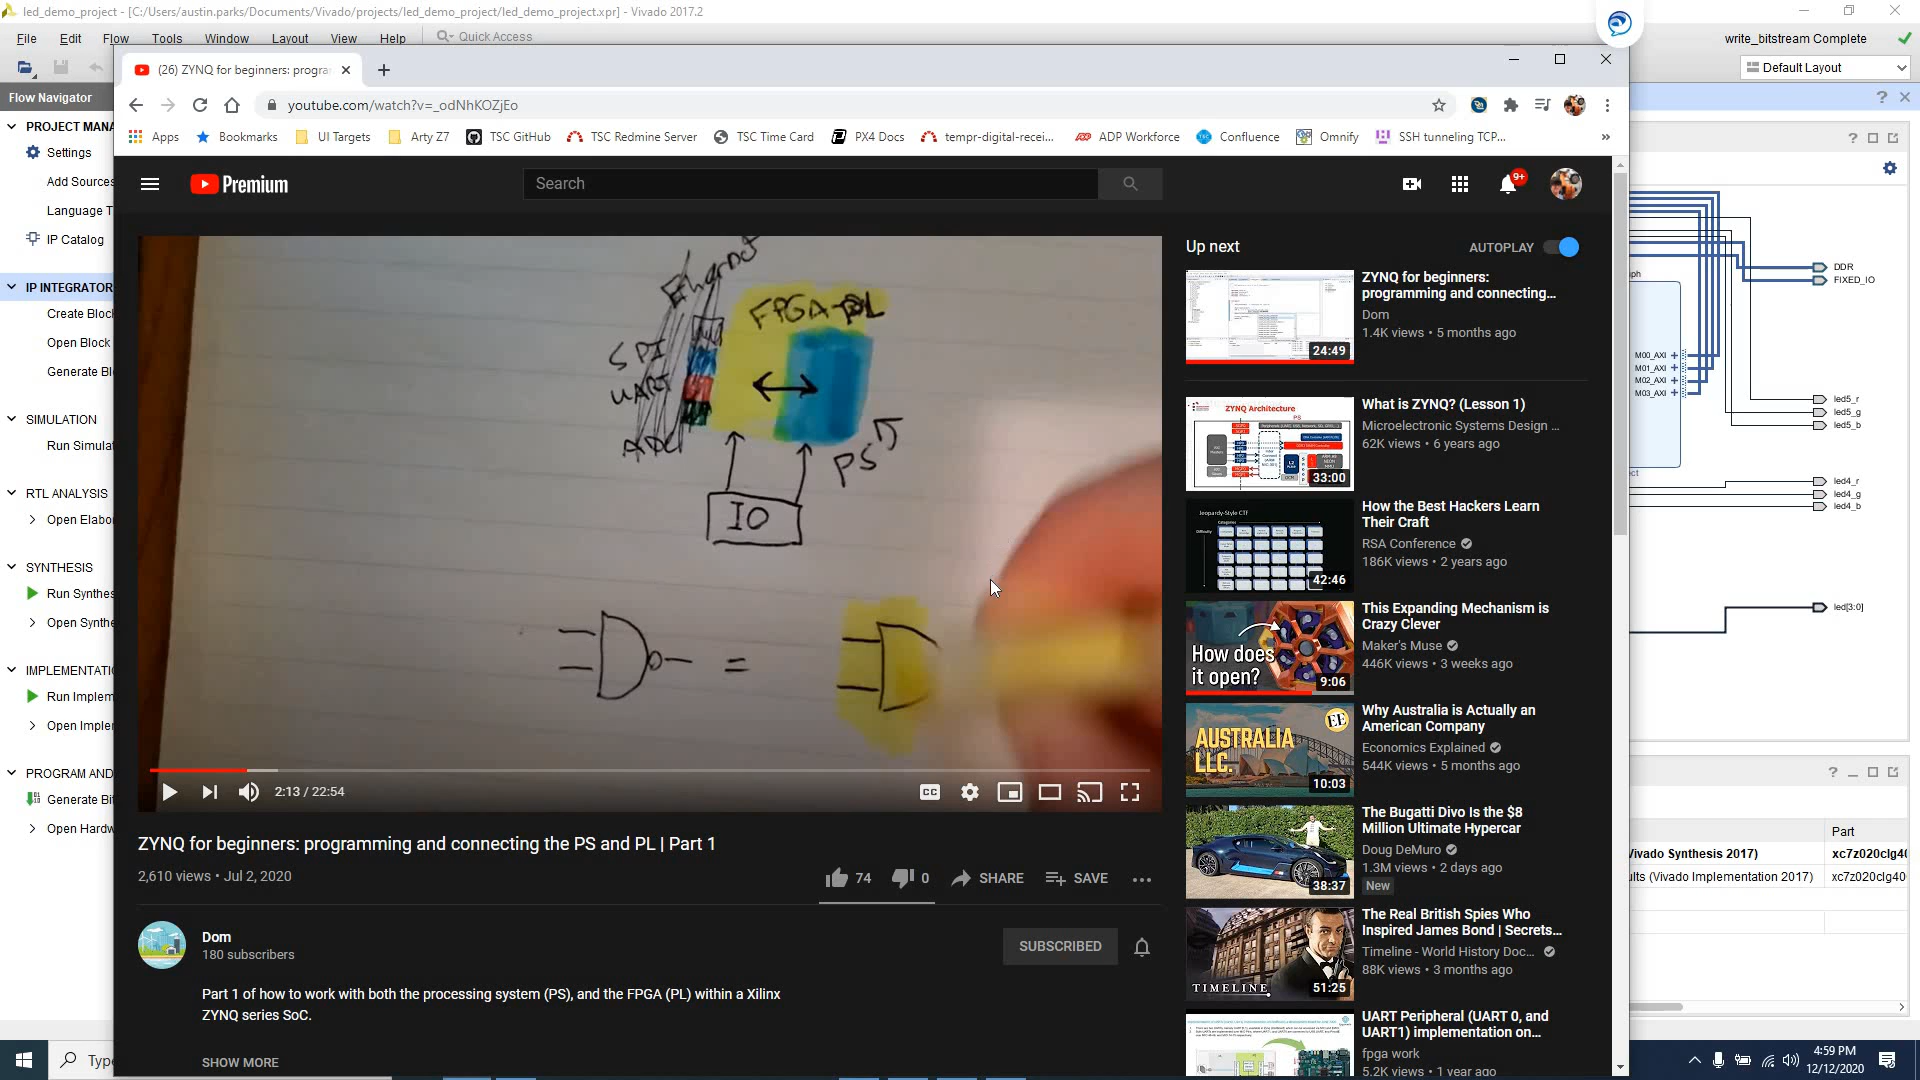 led_demo_project - [C:/Users/austin.parks/Documents/Vivado/projects/led_demo_project/led_demo_project.xpr] - Vivado 2017.2
File Edit Flow Tools Window Layout View Help Quick Access
write_bitstream Complete
Default Layout
Flow Navigator
PROJECT MANA
Settings
Add Sources
Language T
IP Catalog
IP INTEGRATOR
Create Bloc
Open Block
Generate Bl
SIMULATION
Run Simulat
RTL ANALYSIS
Open Elabor
SYNTHESIS
Run Synthes
Open Synthe
IMPLEMENTATI
Run Implem
Open Imple
PROGRAM AND
Generate Bit
Open Hardw
(26) ZYNQ for beginners: progra
youtube.com/watch?v=_odNhKOZjEo
Apps Bookmarks UI Targets Arty Z7 TSC GitHub TSC Redmine Server TSC Time Card PX4 Docs tempr-digital-recei... ADP Workforce Confluence Omnify SSH tunneling TCP...
Premium
Search
9+
Ethernet
FPGA-PL
SPI
UART
ADC
PS
IO
=
2:13 / 22:54
CC
ZYNQ for beginners: programming and connecting the PS and PL | Part 1
2,610 views • Jul 2, 2020
74 0 SHARE SAVE
Dom
180 subscribers
SUBSCRIBED
Part 1 of how to work with both the processing system (PS), and the FPGA (PL) within a Xilinx
ZYNQ series SoC.
SHOW MORE
Up next
AUTOPLAY
24:49
ZYNQ for beginners:
programming and connecting...
Dom
1.4K views • 5 months ago
ZYNQ Architecture
PS
33:00
What is ZYNQ? (Lesson 1)
Microelectronic Systems Design ...
62K views • 6 years ago
Jeopardy-Style CTF
42:46
How the Best Hackers Learn
Their Craft
RSA Conference
186K views • 2 years ago
How does
it open?
9:06
This Expanding Mechanism is
Crazy Clever
Maker's Muse
446K views • 3 weeks ago
EE
AUSTRALIA
LLC.
10:03
Why Australia is Actually an
American Company
Economics Explained
544K views • 5 months ago
38:37
The Bugatti Divo Is the $8
Million Ultimate Hypercar
Doug DeMuro
1.3M views • 2 days ago
New
TIMELINE
51:25
The Real British Spies Who
Inspired James Bond | Secrets...
Timeline - World History Doc...
88K views • 3 months ago
UART Peripheral (UART 0, and
UART1) implementation on...
fpga work
5.2K views • 1 year ago
DDR
FIXED_IO
M00_AXI
M01_AXI
M02_AXI
M03_AXI
led5_r
led5_g
led5_b
led4_r
led4_g
led4_b
led[3:0]
Part
Vivado Synthesis 2017) xc7z020clg40
ults (Vivado Implementation 2017) xc7z020clg40
Type
4:59 PM
12/12/2020